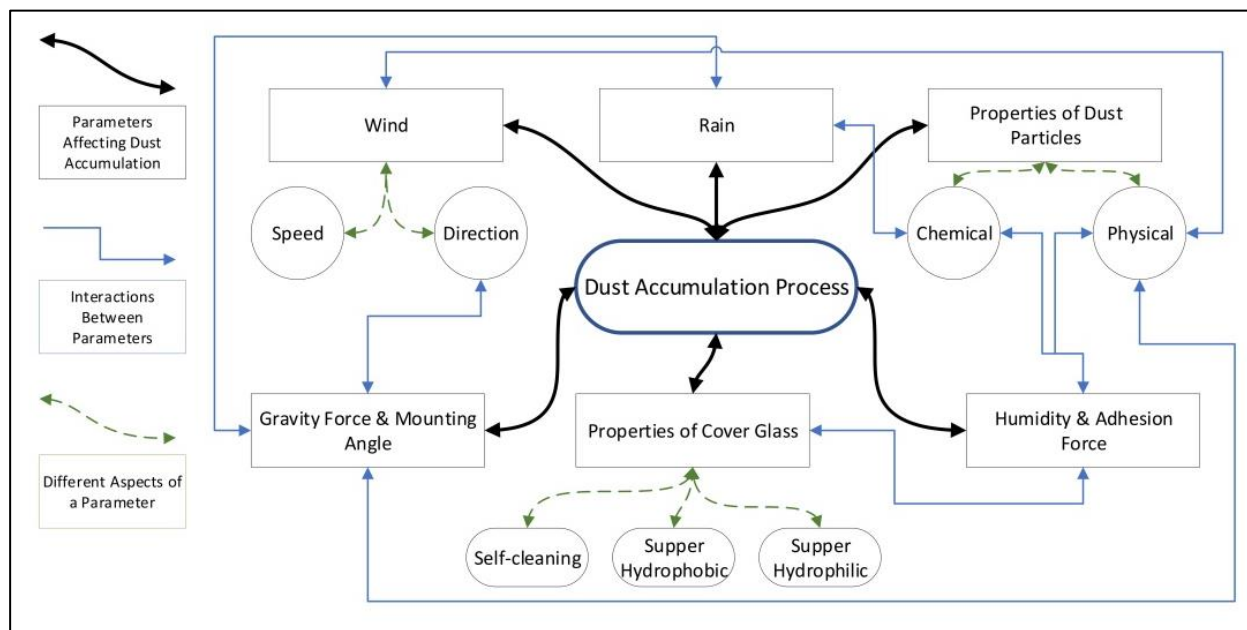 Parameters
Affecting Dust
Accumulation
Interactions
Between
Parameters
Different Aspects of
a Parameter
Wind
Rain
Properties of Dust
Particles
Speed
Direction
Chemical
Physical
Dust Accumulation Process
Gravity Force & Mounting
Angle
Properties of Cover Glass
Humidity & Adhesion
Force
Self-cleaning
Supper
Hydrophobic
Supper
Hydrophilic